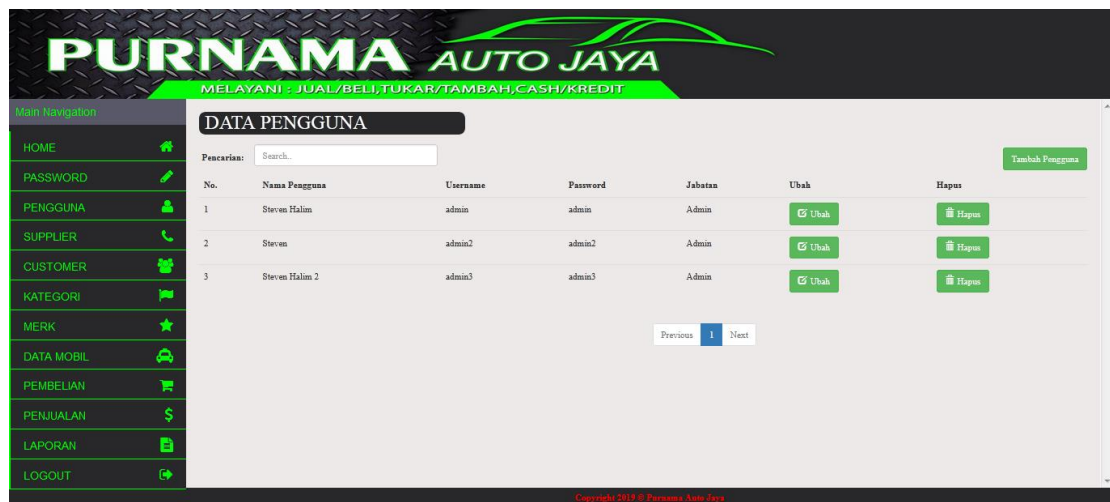 PURNAMA AUTO JAYA
MELAYANI : JUAL/BELI,TUKAR/TAMBAH,CASH/KREDIT
Main Navigation
HOME
PASSWORD
PENGGUNA
SUPPLIER
CUSTOMER
KATEGORI
MERK
DATA MOBIL
PEMBELIAN
PENJUALAN
LAPORAN
LOGOUT
DATA PENGGUNA
Pencarian: Search.. Tambah Pengguna
No. Nama Pengguna Username Password Jabatan Ubah Hapus
1 Steven Halim admin admin Admin Ubah Hapus
2 Steven admin2 admin2 Admin Ubah Hapus
3 Steven Halim 2 admin3 admin3 Admin Ubah Hapus
Previous 1 Next
Copyright 2019 © Purnama Auto Jaya